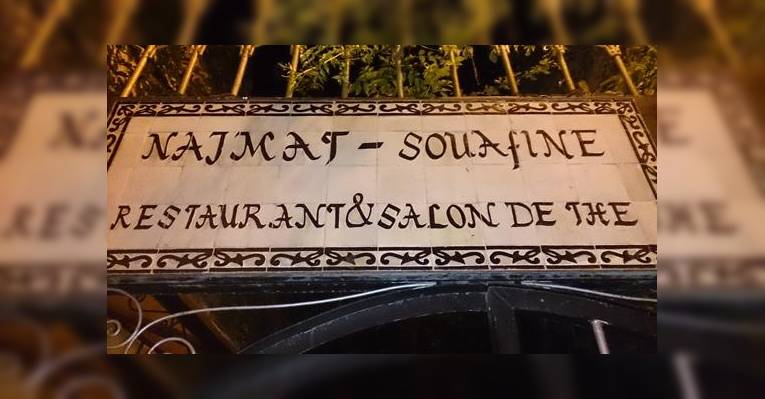 NAJMAT - SOUAfINE
RESTAURANT&SALON DE THE